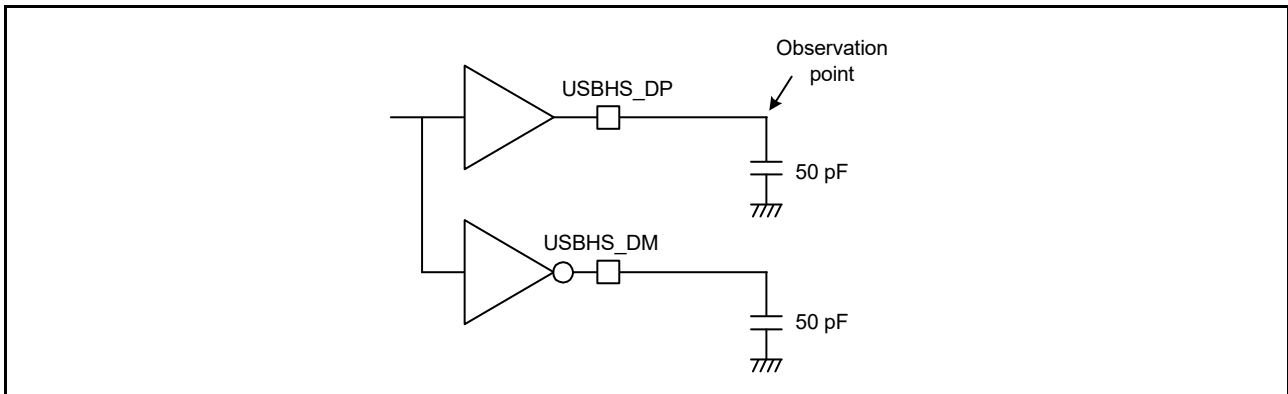 Observation
point
USBHS_DP
50 pF
USBHS_DM
50 pF